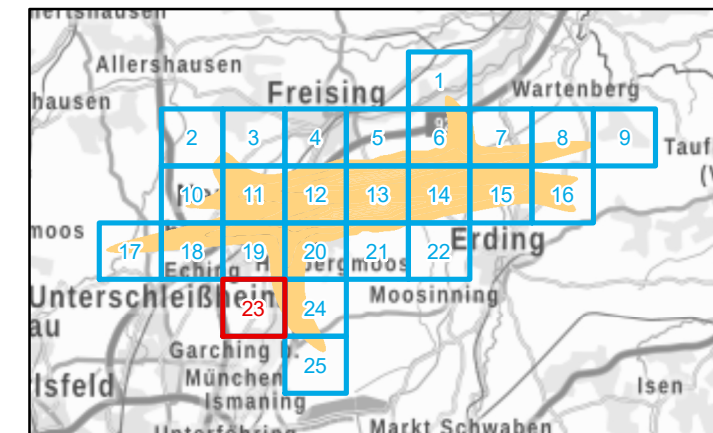 Allershausen
hausen
Freising
1
Wartenberg
2 3 4 5 6 7 8 9
Tauf
10 11 12 13 14 15 16
moos
17 18 19 20 21 22
Erding
Eching
Unterschleißheim
23 24
Moosinning
au
Garching b.
München
25
lsfeld
Isen
Ismaning
Markt Schwaben
Unterföhring